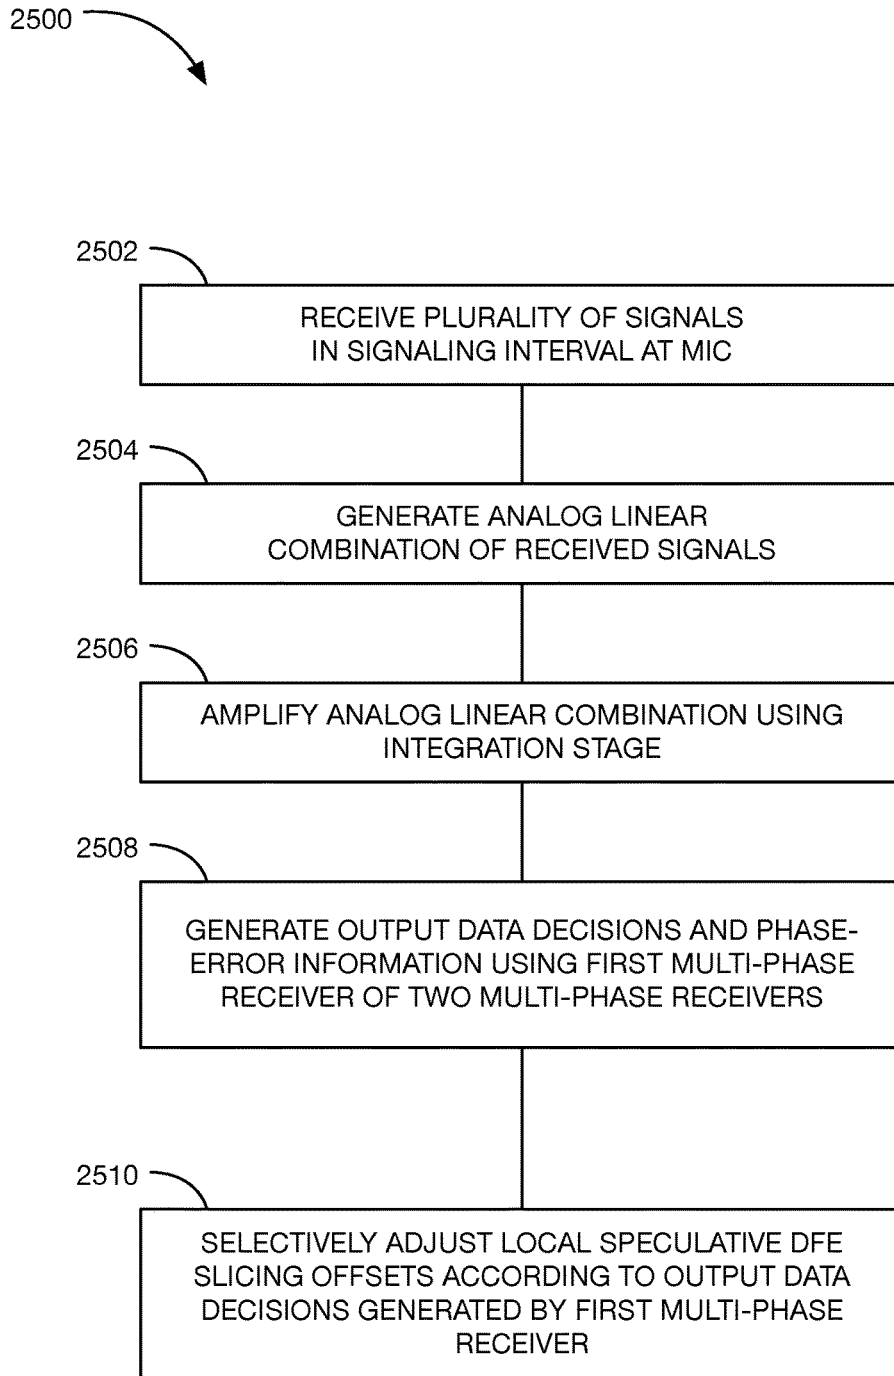 2500
2502
RECEIVE PLURALITY OF SIGNALS
IN SIGNALING INTERVAL AT MIC
2504
GENERATE ANALOG LINEAR
COMBINATION OF RECEIVED SIGNALS
2506
AMPLIFY ANALOG LINEAR COMBINATION USING
INTEGRATION STAGE
2508
GENERATE OUTPUT DATA DECISIONS AND PHASE-
ERROR INFORMATION USING FIRST MULTI-PHASE
RECEIVER OF TWO MULTI-PHASE RECEIVERS
2510
SELECTIVELY ADJUST LOCAL SPECULATIVE DFE
SLICING OFFSETS ACCORDING TO OUTPUT DATA
DECISIONS GENERATED BY FIRST MULTI-PHASE
RECEIVER